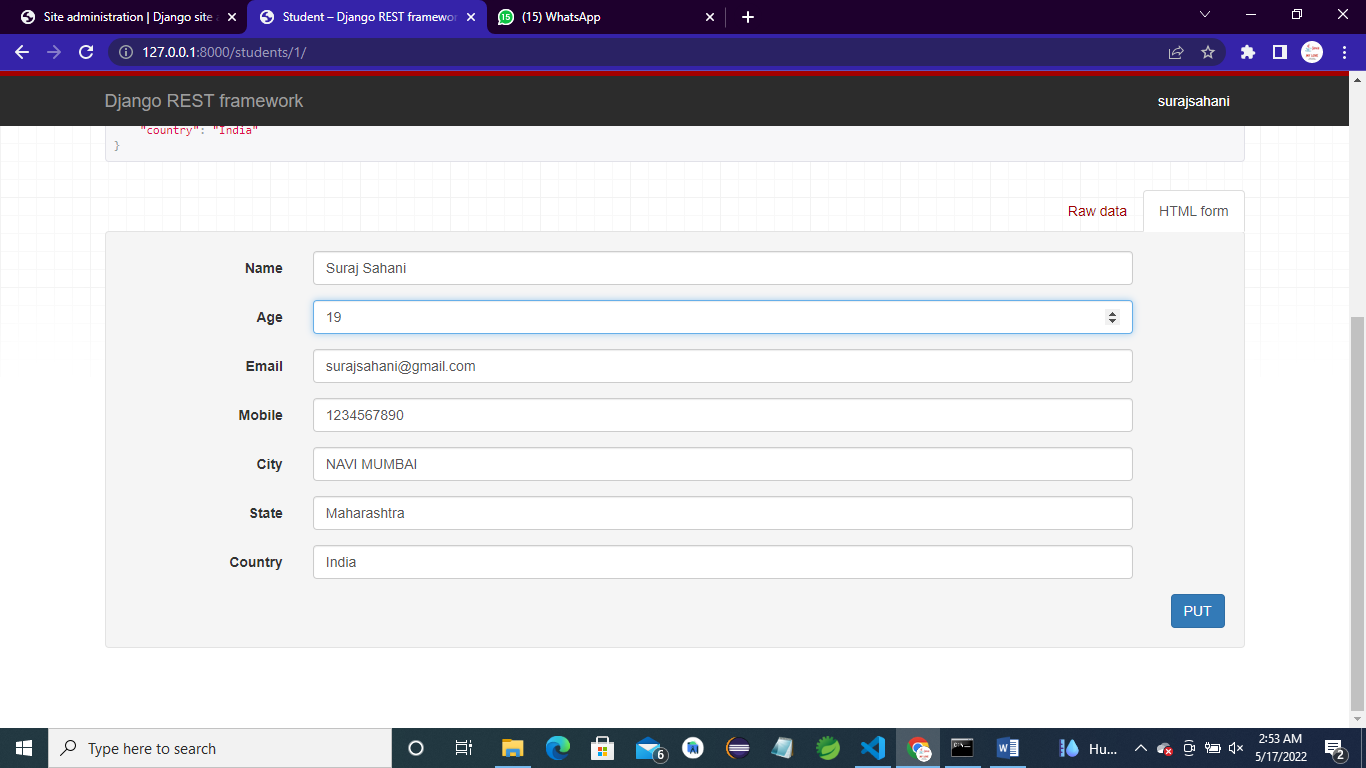 Site administration | Django site a
Student – Django REST framewor
(15) WhatsApp
127.0.0.1:8000/students/1/
Django REST framework
surajsahani
"country": "India"
}
Raw data
HTML form
Name
Suraj Sahani
Age
19
Email
surajsahani@gmail.com
Mobile
1234567890
City
NAVI MUMBAI
State
Maharashtra
Country
India
PUT
Type here to search
6
Hu...
2:53 AM
5/17/2022
2